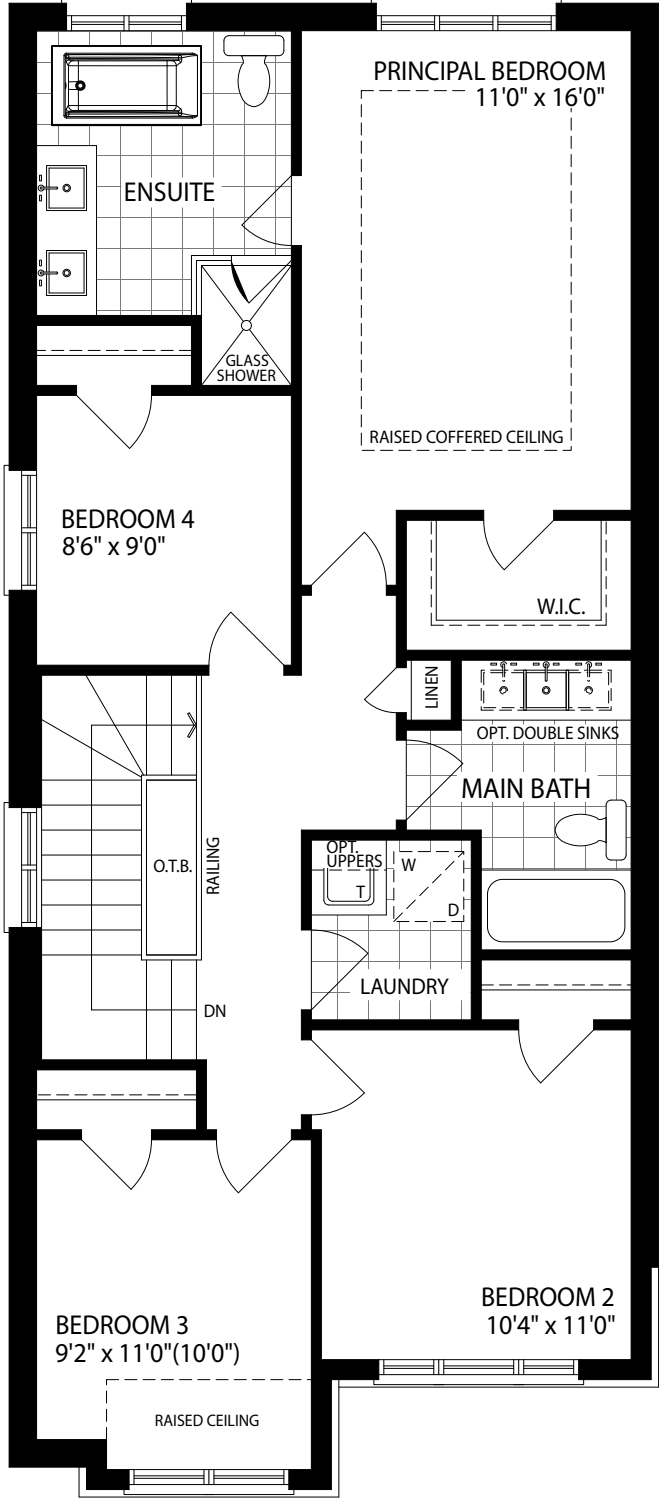 PRINCIPAL BEDROOM
11'0" x 16'0"
ENSUITE
GLASS
SHOWER
RAISED COFFERED CEILING
BEDROOM 4
8'6" x 9'0"
W.I.C.
LINEN
OPT. DOUBLE SINKS
MAIN BATH
O.T.B.
RAILING
OPT.
UPPERS
W
T
D
LAUNDRY
DN
BEDROOM 2
10'4" x 11'0"
BEDROOM 3
9'2" x 11'0"(10'0")
RAISED CEILING